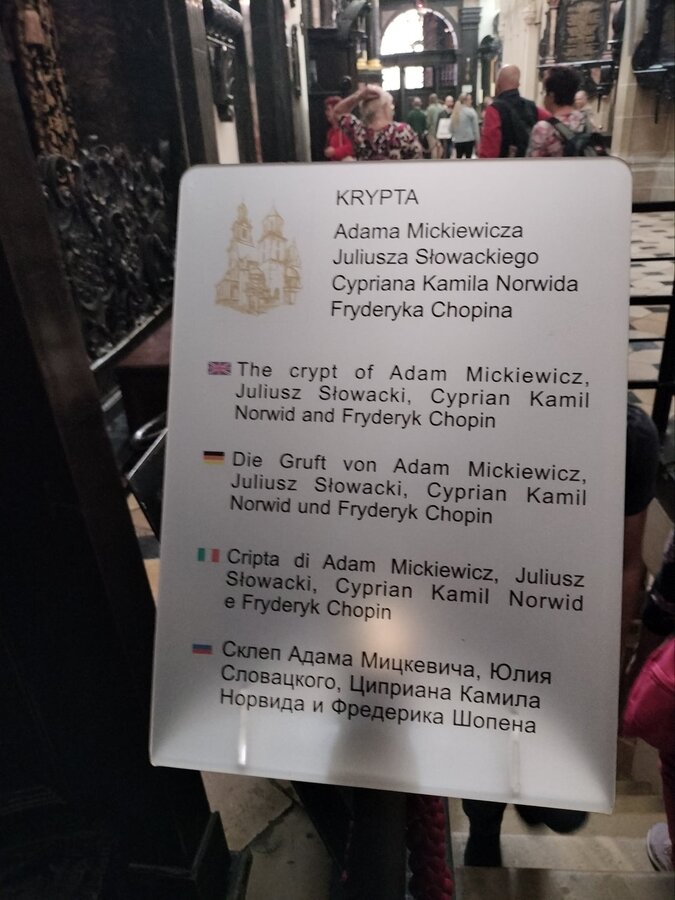 KRYPTA
Adama Mickiewicza
Juliusza Słowackiego
Cypriana Kamila Norwida
Fryderyka Chopina
The crypt of Adam Mickiewicz,
Juliusz Słowacki, Cyprian Kamil
Norwid and Fryderyk Chopin
Die Gruft von Adam Mickiewicz,
Juliusz Słowacki, Cyprian Kamil
Norwid und Fryderyk Chopin
Cripta di Adam Mickiewicz, Juliusz
Słowacki, Cyprian Kamil Norwid
e Fryderyk Chopin
Склеп Адама Мицкевича, Юлия
Словацкого, Циприана Камила
Норвида и Фредерика Шопена